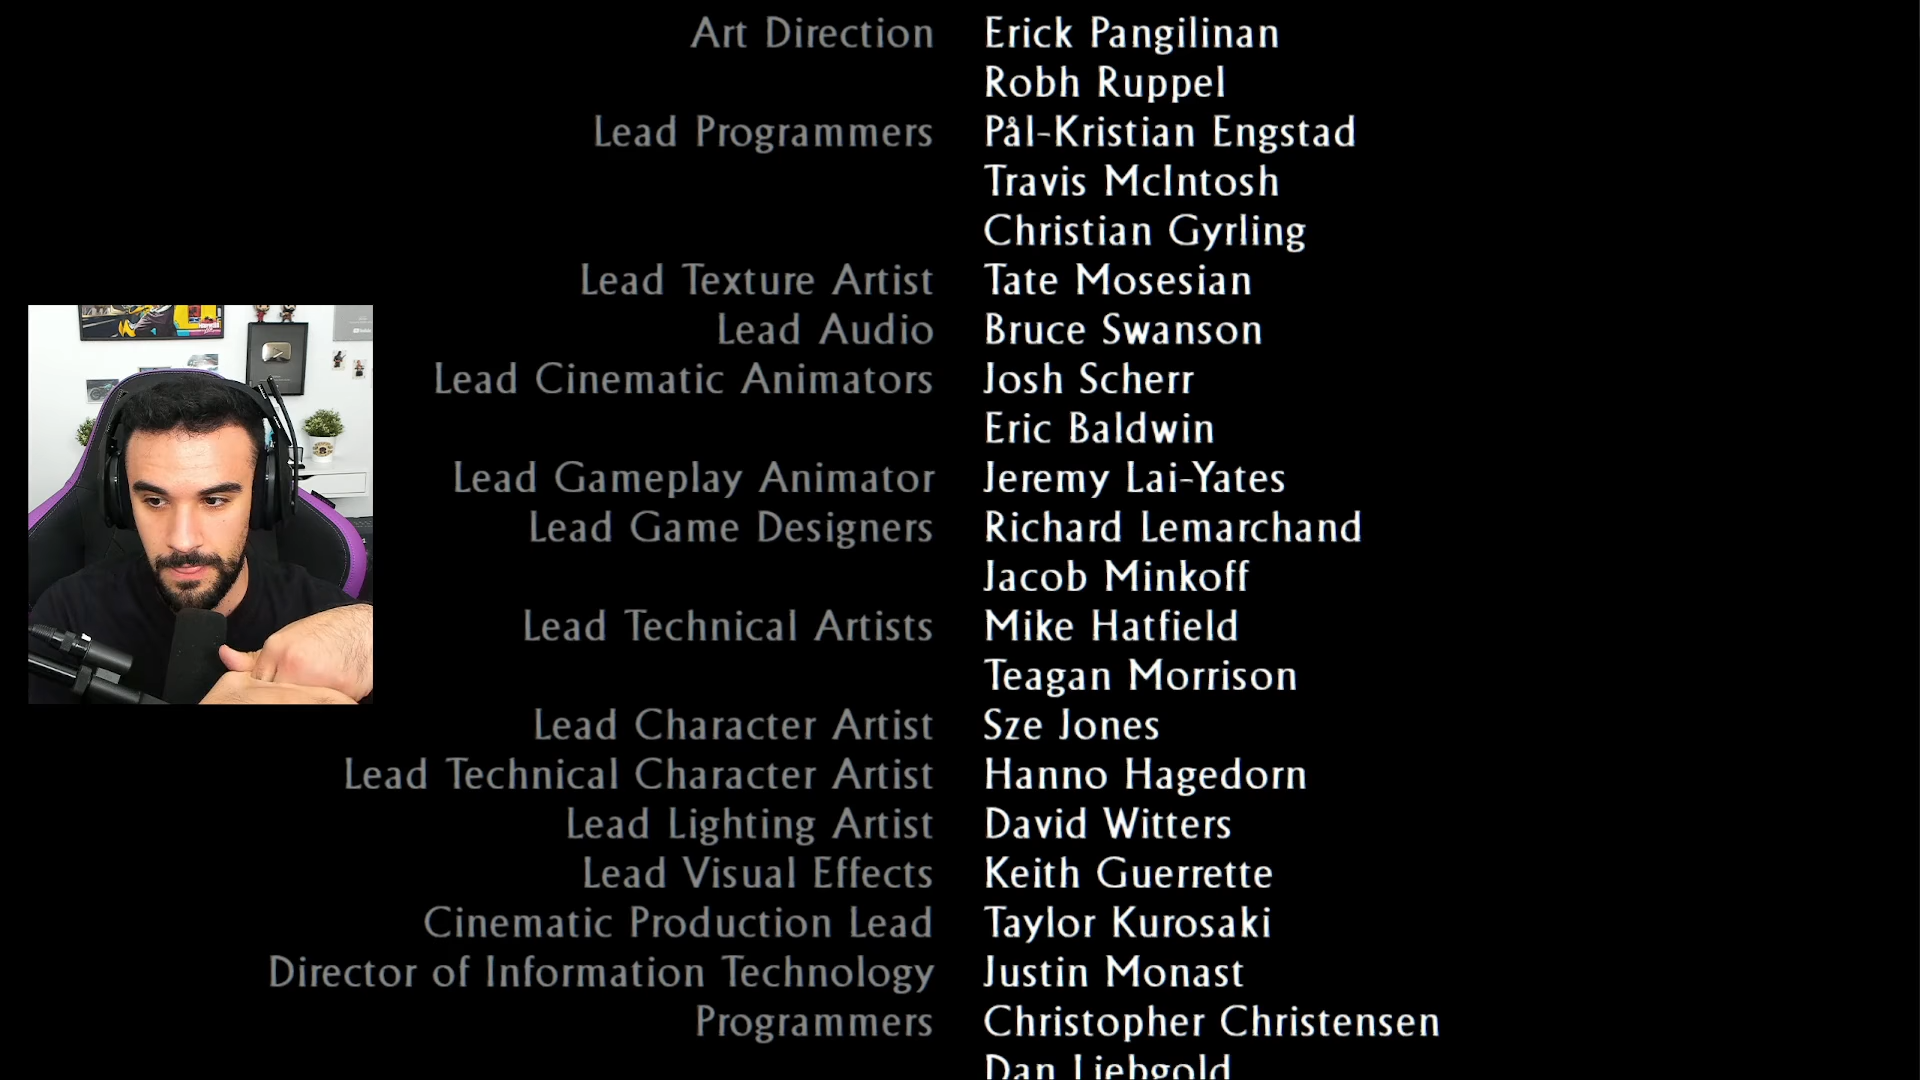 Art Direction Erick Pangilinan
Robh Ruppel
Lead Programmers Pål-Kristian Engstad
Travis McIntosh
Christian Gyrling
Lead Texture Artist Tate Mosesian
Lead Audio Bruce Swanson
Lead Cinematic Animators Josh Scherr
Eric Baldwin
Lead Gameplay Animator Jeremy Lai-Yates
Lead Game Designers Richard Lemarchand
Jacob Minkoff
Lead Technical Artists Mike Hatfield
Teagan Morrison
Lead Character Artist Sze Jones
Lead Technical Character Artist Hanno Hagedorn
Lead Lighting Artist David Witters
Lead Visual Effects Keith Guerrette
Cinematic Production Lead Taylor Kurosaki
Director of Information Technology Justin Monast
Programmers Christopher Christensen
Dan Liebgold